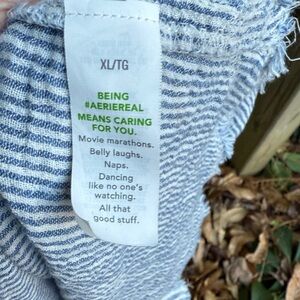 XL/TG
BEING
#AERIEREAL
MEANS CARING
FOR YOU.
Movie marathons.
Belly laughs.
Naps.
Dancing
like no one's
watching.
All that
good stuff.